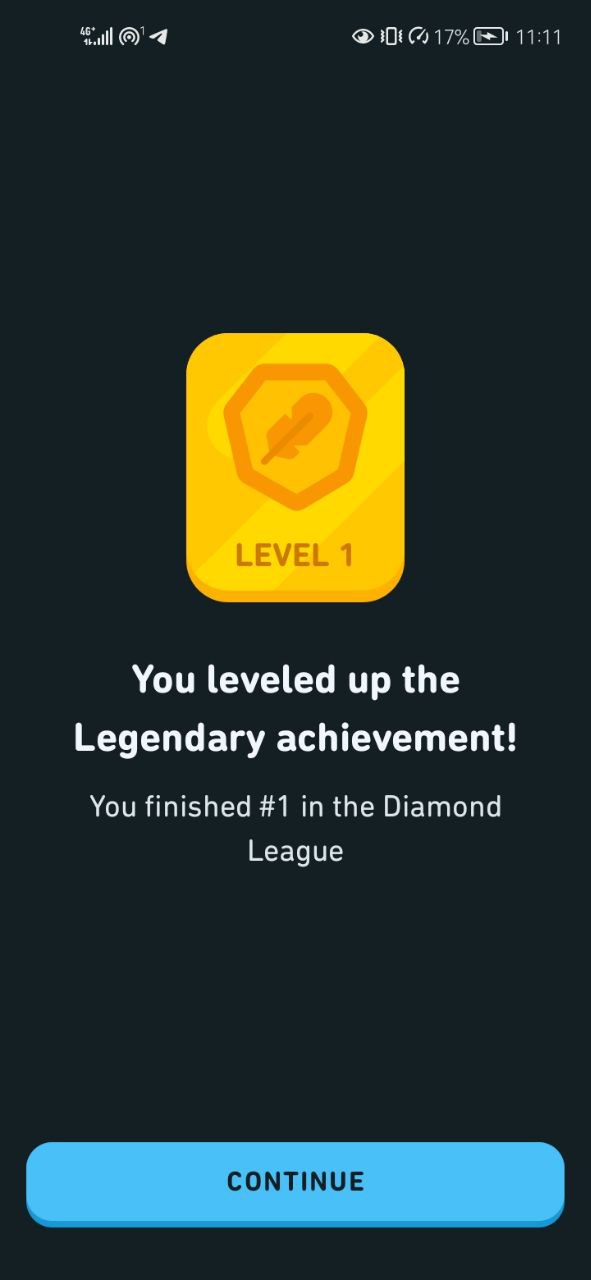 4G+ 1 17% 11:11
LEVEL 1
You leveled up the
Legendary achievement!
You finished #1 in the Diamond
League
CONTINUE